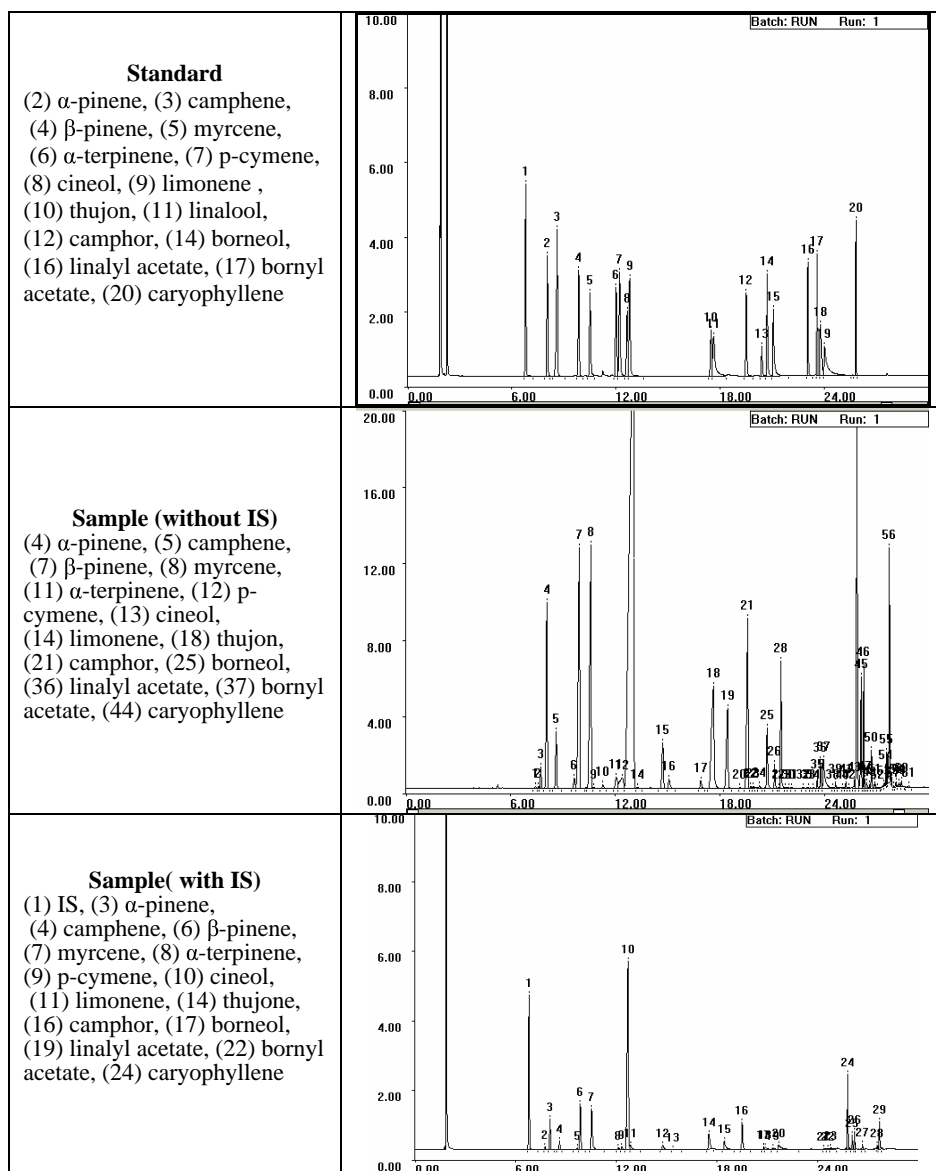 Standard
(2) α-pinene, (3) camphene,
(4) β-pinene, (5) myrcene,
(6) α-terpinene, (7) p-cymene,
(8) cineol, (9) limonene ,
(10) thujon, (11) linalool,
(12) camphor, (14) borneol,
(16) linalyl acetate, (17) bornyl
acetate, (20) caryophyllene
Batch: RUN Run: 1
10.00
8.00
6.00
4.00
2.00
0.00
1
2
3
4
5
6
7
8
9
10
11
12
13
14
15
16
17
18
9
20
0.00 6.00 12.00 18.00 24.00
Sample (without IS)
(4) α-pinene, (5) camphene,
(7) β-pinene, (8) myrcene,
(11) α-terpinene, (12) p-
cymene, (13) cineol,
(14) limonene, (18) thujon,
(21) camphor, (25) borneol,
(36) linalyl acetate, (37) bornyl
acetate, (44) caryophyllene
Batch: RUN Run: 1
20.00
16.00
12.00
8.00
4.00
0.00
3
4
5
6
7
8
9
10
11
12
14
15
16
17
18
19
20
21
25
26
28
45
46
50
55
56
0.00 6.00 12.00 18.00 24.00
Sample( with IS)
(1) IS, (3) α-pinene,
(4) camphene, (6) β-pinene,
(7) myrcene, (8) α-terpinene,
(9) p-cymene, (10) cineol,
(11) limonene, (14) thujone,
(16) camphor, (17) borneol,
(19) linalyl acetate, (22) bornyl
acetate, (24) caryophyllene
Batch: RUN Run: 1
8.00
6.00
4.00
2.00
0.00
1
2
3
4
5
6
7
8
9
10
11
12
13
14
15
16
20
24
26
27
28
29
0.00 6.00 12.00 18.00 24.00